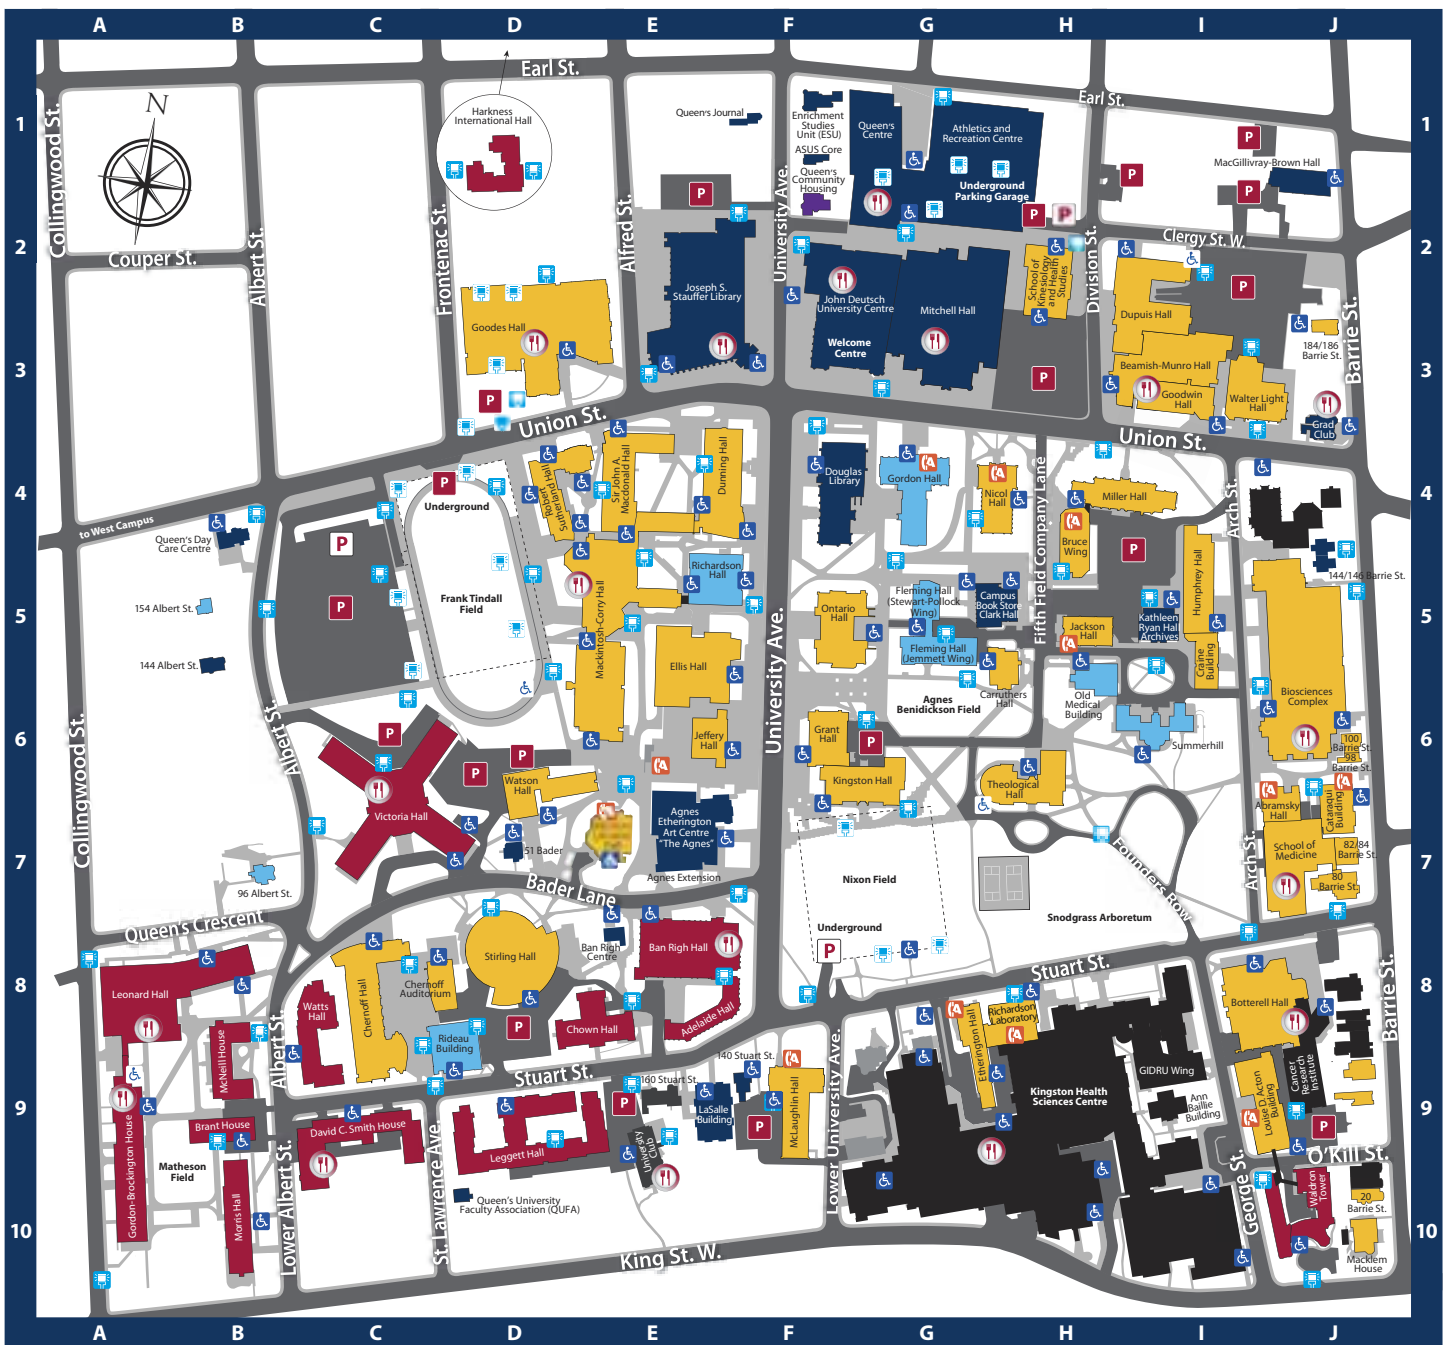 A B C D E F G H I J
1
2
3
4
5
6
7
8
9
10
1
2
3
4
5
6
7
8
9
10
N
Earl St.
Earl St.
Collingwood St.
Couper St.
Albert St.
Frontenac St.
Alfred St.
University Ave.
Division St.
Clergy St. W.
Barrie St.
Harkness
International Hall
Queen's Journal
Enrichment
Studies
Unit (ESU)
ASUS Core
Queen's
Community
Housing
Queen's
Centre
Athletics and
Recreation Centre
Underground
Parking Garage
MacGillivray-Brown Hall
P
P
P
P
P
P
Joseph S.
Stauffer Library
John Deutsch
University Centre
Welcome
Centre
Mitchell Hall
School of
Kinesiology
and Health
Studies
P
Dupuis Hall
P
184/186
Barrie St.
Beamish-Munro Hall
Goodwin
Hall
Walter Light
Hall
Grad
Club
Goodes Hall
P
Union St.
Union St.
to West Campus
Queen's Day
Care Centre
154 Albert St.
144 Albert St.
P
P
P
Underground
Frank Tindall
Field
Robert
Sutherland Hall
Sir John A.
Macdonald Hall
Dunning Hall
Richardson
Hall
Mackintosh-Corry Hall
Ellis Hall
Jeffery
Hall
Douglas
Library
Gordon Hall
Nicol
Hall
Fifth Field Company Lane
Miller Hall
Bruce
Wing
P
Arch St.
144/146 Barrie St.
Humphrey Hall
Kathleen
Ryan Hall
Archives
Jackson
Hall
Craine
Building
Ontario
Hall
Fleming Hall
(Stewart-Pollock
Wing)
Campus
Book Store
Clark Hall
Fleming Hall
(Jemmett Wing)
Carruthers
Hall
Agnes
Benidickson Field
Old
Medical
Building
Summerhill
Biosciences
Complex
100
Barrie St.
98
Barrie St.
University Ave.
Collingwood St.
Albert St.
P
P
P
Victoria Hall
Watson
Hall
51 Bader
Agnes
Etherington
Art Centre
"The Agnes"
Agnes Extension
Grant
Hall
P
Kingston Hall
Theological
Hall
Nixon Field
Underground
P
Snodgrass Arboretum
Founders Row
Arch St.
Abramsky
Hall
Cataraqui
Building
School of
Medicine
82/84
Barrie St.
80
Barrie St.
96 Albert St.
Queen's Crescent
Bader Lane
Stirling Hall
Ban Righ
Centre
Ban Righ Hall
Adelaide Hall
Leonard Hall
Watts
Hall
Chernoff Hall
Chernoff
Auditorium
Rideau
Building
P
Chown Hall
McNeill House
Albert St.
Stuart St.
Stuart St.
Barrie St.
Botterell Hall
Etherington Hall
Richardson
Laboratory
Kingston Health
Sciences Centre
GIDRU Wing
Ann
Baillie
Building
Louise D. Acton
Building
Cancer
Research
Institute
P
O'Kill St.
140 Stuart St.
160 Stuart St.
P
LaSalle
Building
P
McLaughlin Hall
University
Club
Lower University Ave.
Gordon-Brockington House
Brant House
Matheson
Field
Morris Hall
David C. Smith House
Leggett Hall
Lower Albert St.
St. Lawrence Ave.
Queen's University
Faculty Association (QUFA)
King St. W.
George St.
Waldron
Tower
20
Barrie St.
Macklem
House
A B C D E F G H I J